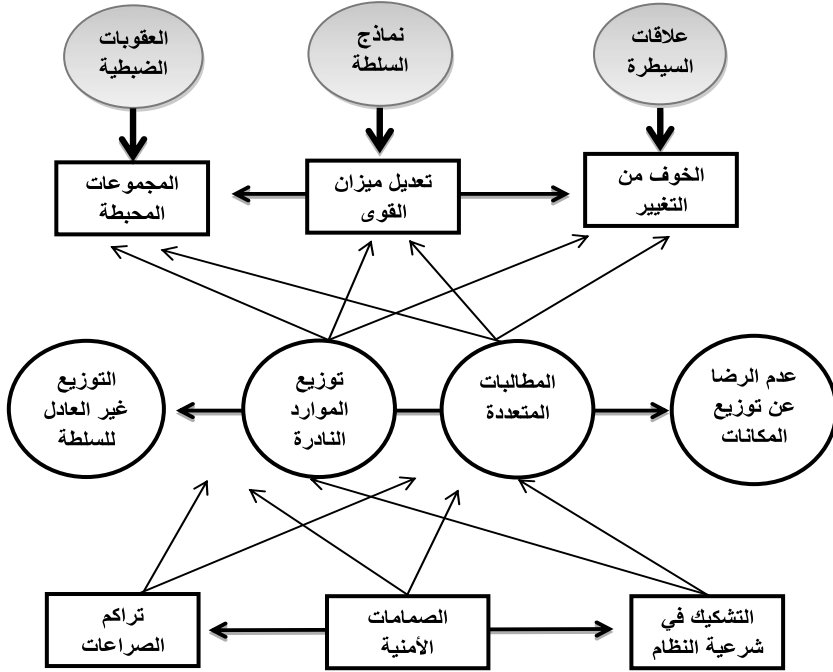 علاقات
السيطرة
نماذج
السلطة
العقوبات
الضبطية
الخوف من
التغيير
تعديل ميزان
القوى
المجموعات
المحبطة
عدم الرضا
عن توزيع
المكانات
المطالبات
المتعددة
توزيع
الموارد
النادرة
التوزيع
غير العادل
للسلطة
التشكيك في
شرعية النظام
الصمامات
الأمنية
تراكم
الصراعات